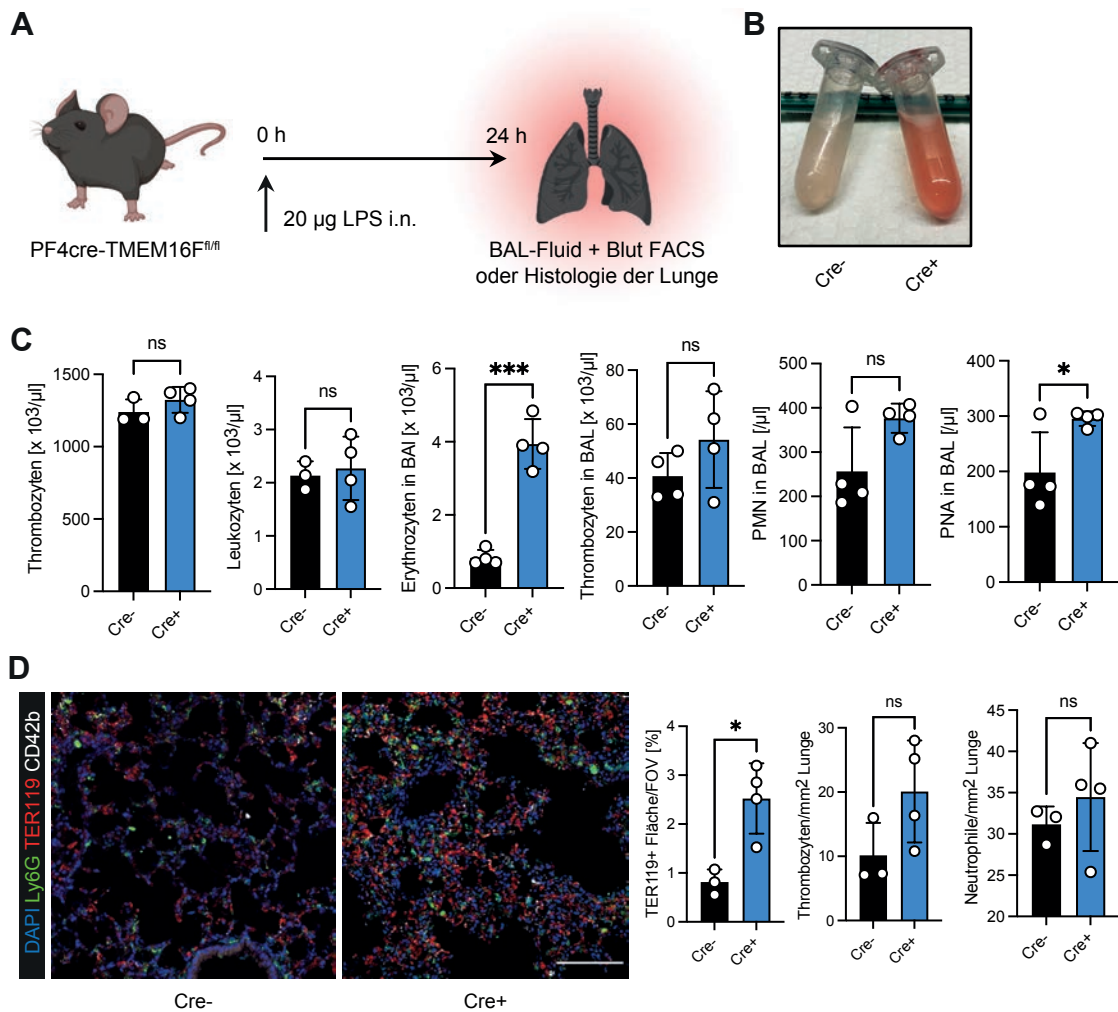 A
0 h
24 h
20 µg LPS i.n.
PF4cre-TMEM16Ffl/fl
BAL-Fluid + Blut FACS
oder Histologie der Lunge
B
Cre-
Cre+
C
Thrombozyten [x 10³/µl]
1500
1000
500
0
ns
Cre-
Cre+
Leukozyten [x 10³/µl]
4
3
2
1
0
ns
Cre-
Cre+
Erythrozyten in BAl [x 10³/µl]
6
4
2
0
***
Cre-
Cre+
Thrombozyten in BAL [x 10³/µl]
80
60
40
20
0
ns
Cre-
Cre+
PMN in BAL [/µl]
500
400
300
200
100
0
ns
Cre-
Cre+
PNA in BAL [/µl]
400
300
200
100
0
*
Cre-
Cre+
D
DAPI Ly6G TER119 CD42b
Cre-
Cre+
TER119+ Fläche/FOV [%]
4
3
2
1
0
*
Cre-
Cre+
Thrombozyten/mm2 Lunge
30
20
10
0
ns
Cre-
Cre+
Neutrophile/mm2 Lunge
45
40
35
30
25
20
ns
Cre-
Cre+